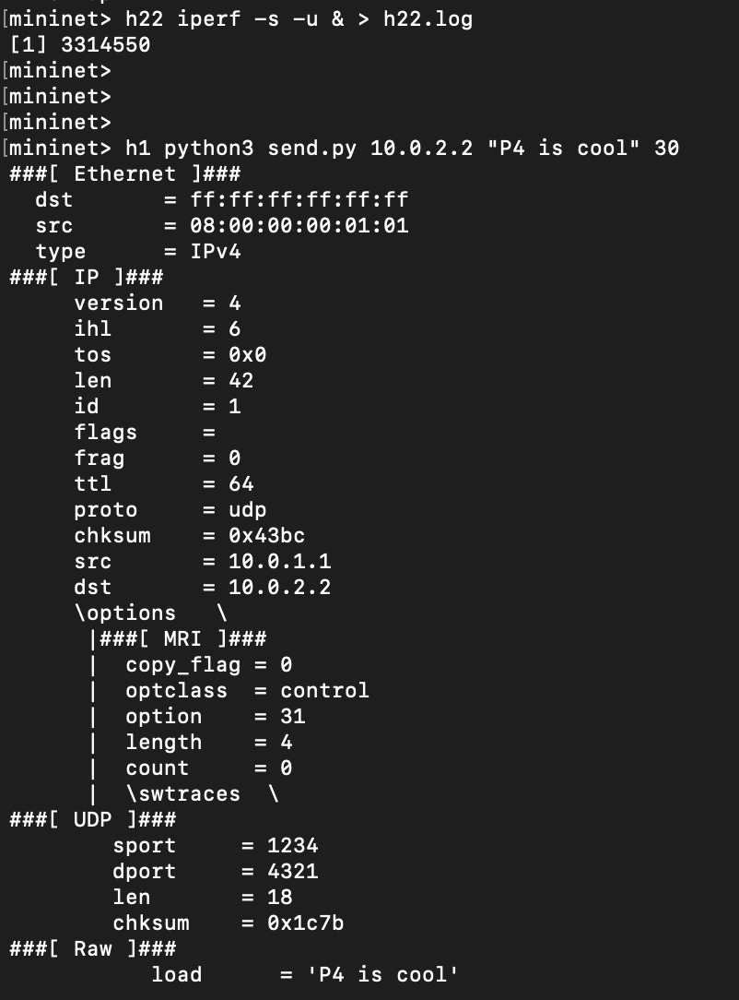 [mininet> h22 iperf -s -u & > h22.log
[1] 3314550
[mininet>
[mininet>
[mininet>
[mininet> h1 python3 send.py 10.0.2.2 "P4 is cool" 30
###[ Ethernet ]###
  dst       = ff:ff:ff:ff:ff:ff
  src       = 08:00:00:00:01:01
  type      = IPv4
###[ IP ]###
     version   = 4
     ihl       = 6
     tos       = 0x0
     len       = 42
     id        = 1
     flags     =
     frag      = 0
     ttl       = 64
     proto     = udp
     chksum    = 0x43bc
     src       = 10.0.1.1
     dst       = 10.0.2.2
     \options   \
      |###[ MRI ]###
      |  copy_flag = 0
      |  optclass  = control
      |  option    = 31
      |  length    = 4
      |  count     = 0
      |  \swtraces  \
###[ UDP ]###
        sport     = 1234
        dport     = 4321
        len       = 18
        chksum    = 0x1c7b
###[ Raw ]###
           load      = 'P4 is cool'